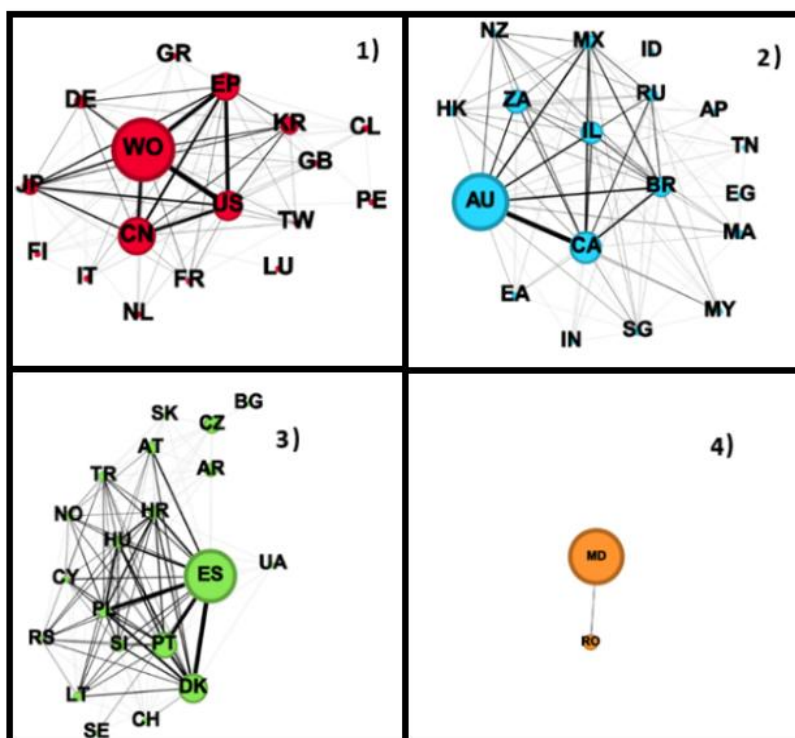 1)
GR
EP
DE
KR
CL
WO
GB
JP
US
PE
CN
TW
FI
IT
FR
LU
NL
2)
NZ
MX
ID
RU
HK
ZA
AP
IL
TN
BR
EG
AU
MA
CA
EA
MY
SG
IN
3)
BG
SK
CZ
AT
AR
TR
NO
HR
HU
UA
CY
ES
PL
RS
SI
PT
LT
DK
CH
SE
4)
MD
RO